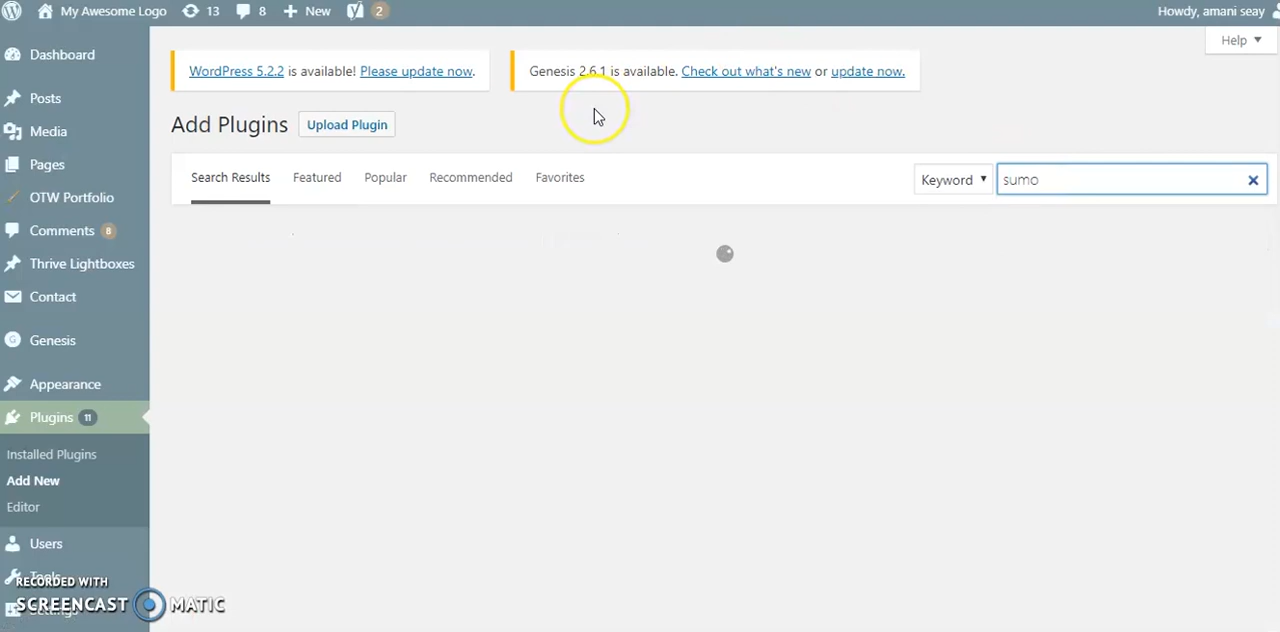 My Awesome Logo 13 8 New 2 Howdy, amani seay
Help
WordPress 5.2.2 is available! Please update now.
Genesis 2.6.1 is available. Check out what's new or update now.
Add Plugins Upload Plugin
Search Results Featured Popular Recommended Favorites Keyword sumo
Dashboard
Posts
Media
Pages
OTW Portfolio
Comments 8
Thrive Lightboxes
Contact
Genesis
Appearance
Plugins 11
Installed Plugins
Add New
Editor
Users
Tools
Settings
RECORDED WITH
SCREENCAST MATIC